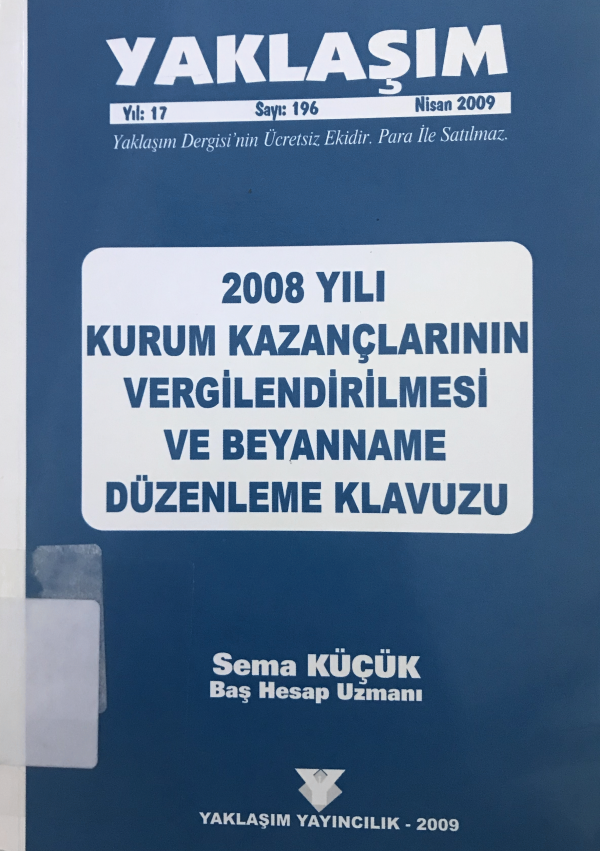 YAKLAŞIM
Yıl: 17 Sayı: 196 Nisan 2009
Yaklaşım Dergisi'nin Ücretsiz Ekidir. Para İle Satılmaz.
2008 YILI
KURUM KAZANÇLARININ
VERGİLENDİRİLMESİ
VE BEYANNAME
DÜZENLEME KLAVUZU
Sema KÜÇÜK
Baş Hesap Uzmanı
YAKLAŞIM YAYINCILIK - 2009